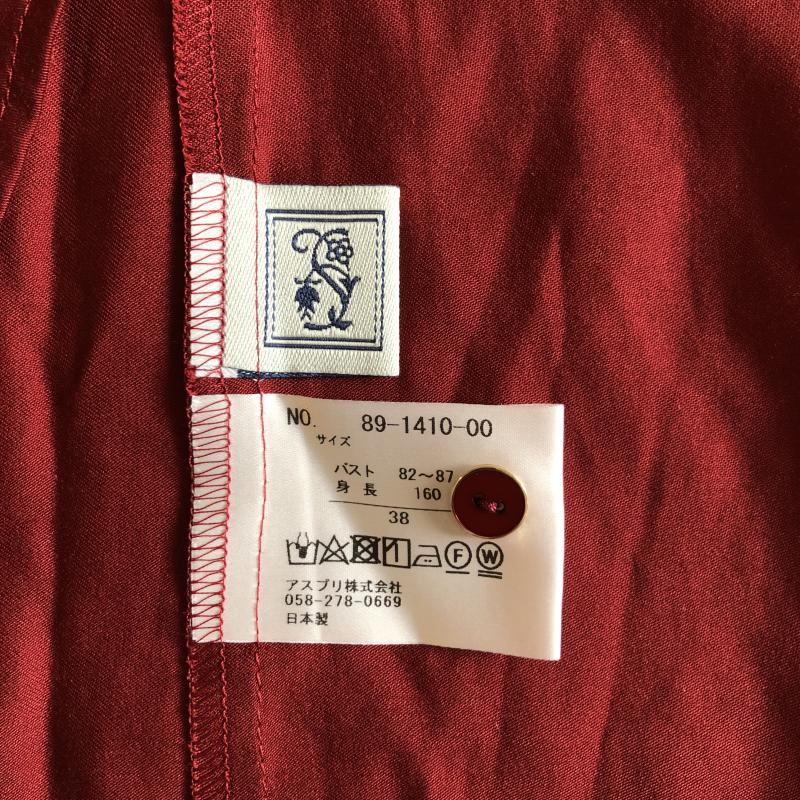 NO. 89-1410-00
サイズ
バスト 82～87
身長 160
38
F W
アスプリ株式会社
058-278-0669
日本製